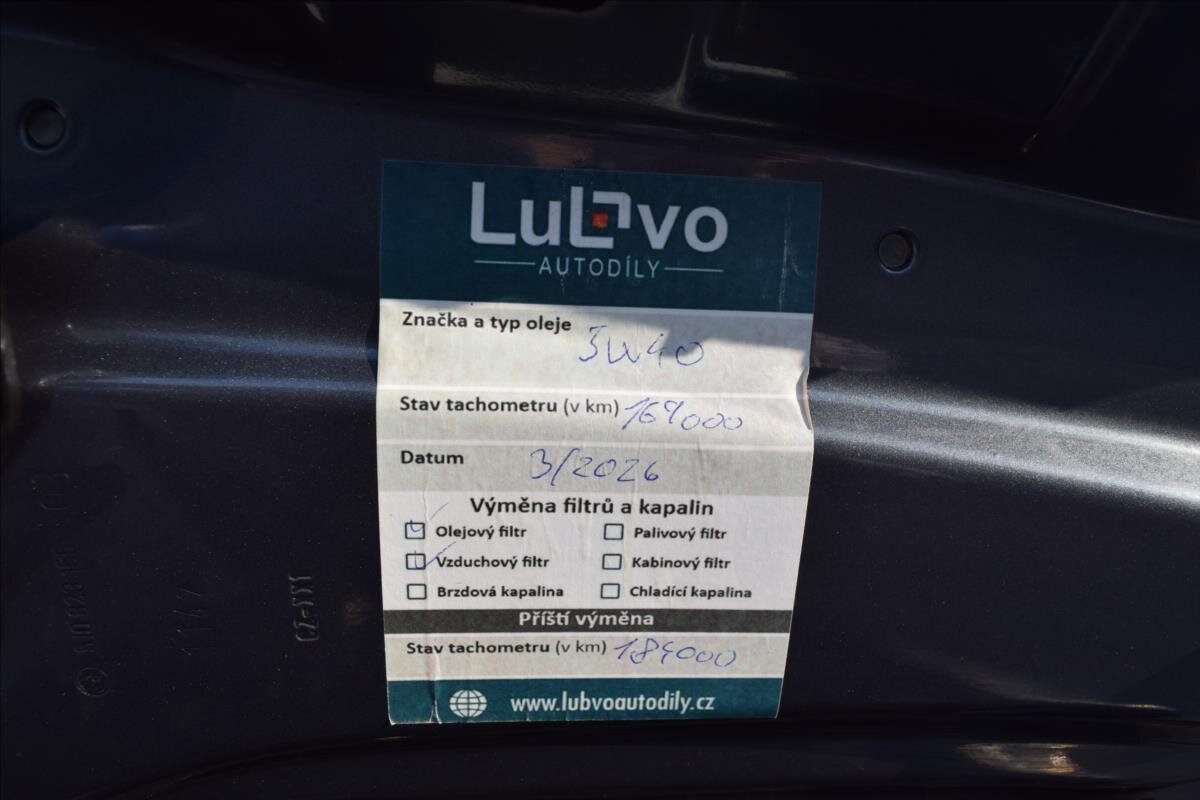 LuLvo
AUTODÍLY
Značka a typ oleje 5W40
Stav tachometru (v km) 169000
Datum 3/2026
Výměna filtrů a kapalin
Olejový filtr Palivový filtr
Vzduchový filtr Kabinový filtr
Brzdová kapalina Chladící kapalina
Příští výměna
Stav tachometru (v km) 184000
www.lubvoautodily.cz